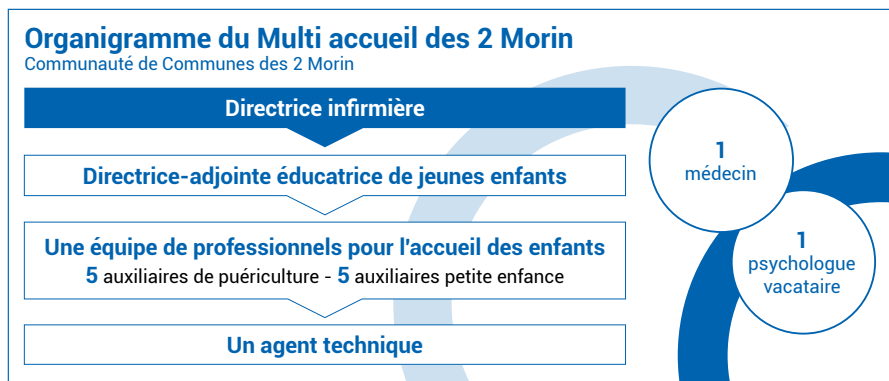 Organigramme du Multi accueil des 2 Morin
Communauté de Communes des 2 Morin
Directrice infirmière
Directrice-adjointe éducatrice de jeunes enfants
Une équipe de professionnels pour l'accueil des enfants
5 auxiliaires de puériculture - 5 auxiliaires petite enfance
Un agent technique
1
médecin
1
psychologue
vacataire